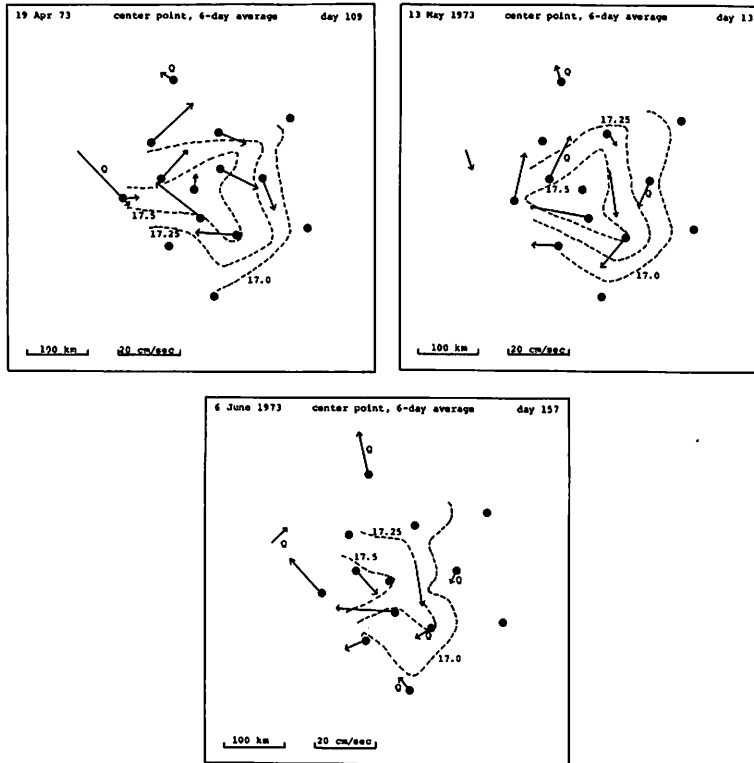 19 Apr 73 center point, 6-day average day 109
Q
Q
17.5
17.25
17.0
100 km 20 cm/sec
13 May 1973 center point, 6-day average day 13
Q
17.25
Q
17.5
Q
17.0
100 km 20 cm/sec
6 June 1973 center point, 6-day average day 157
Q
17.25
Q
17.5
Q
Q
17.0
Q
100 km 20 cm/sec